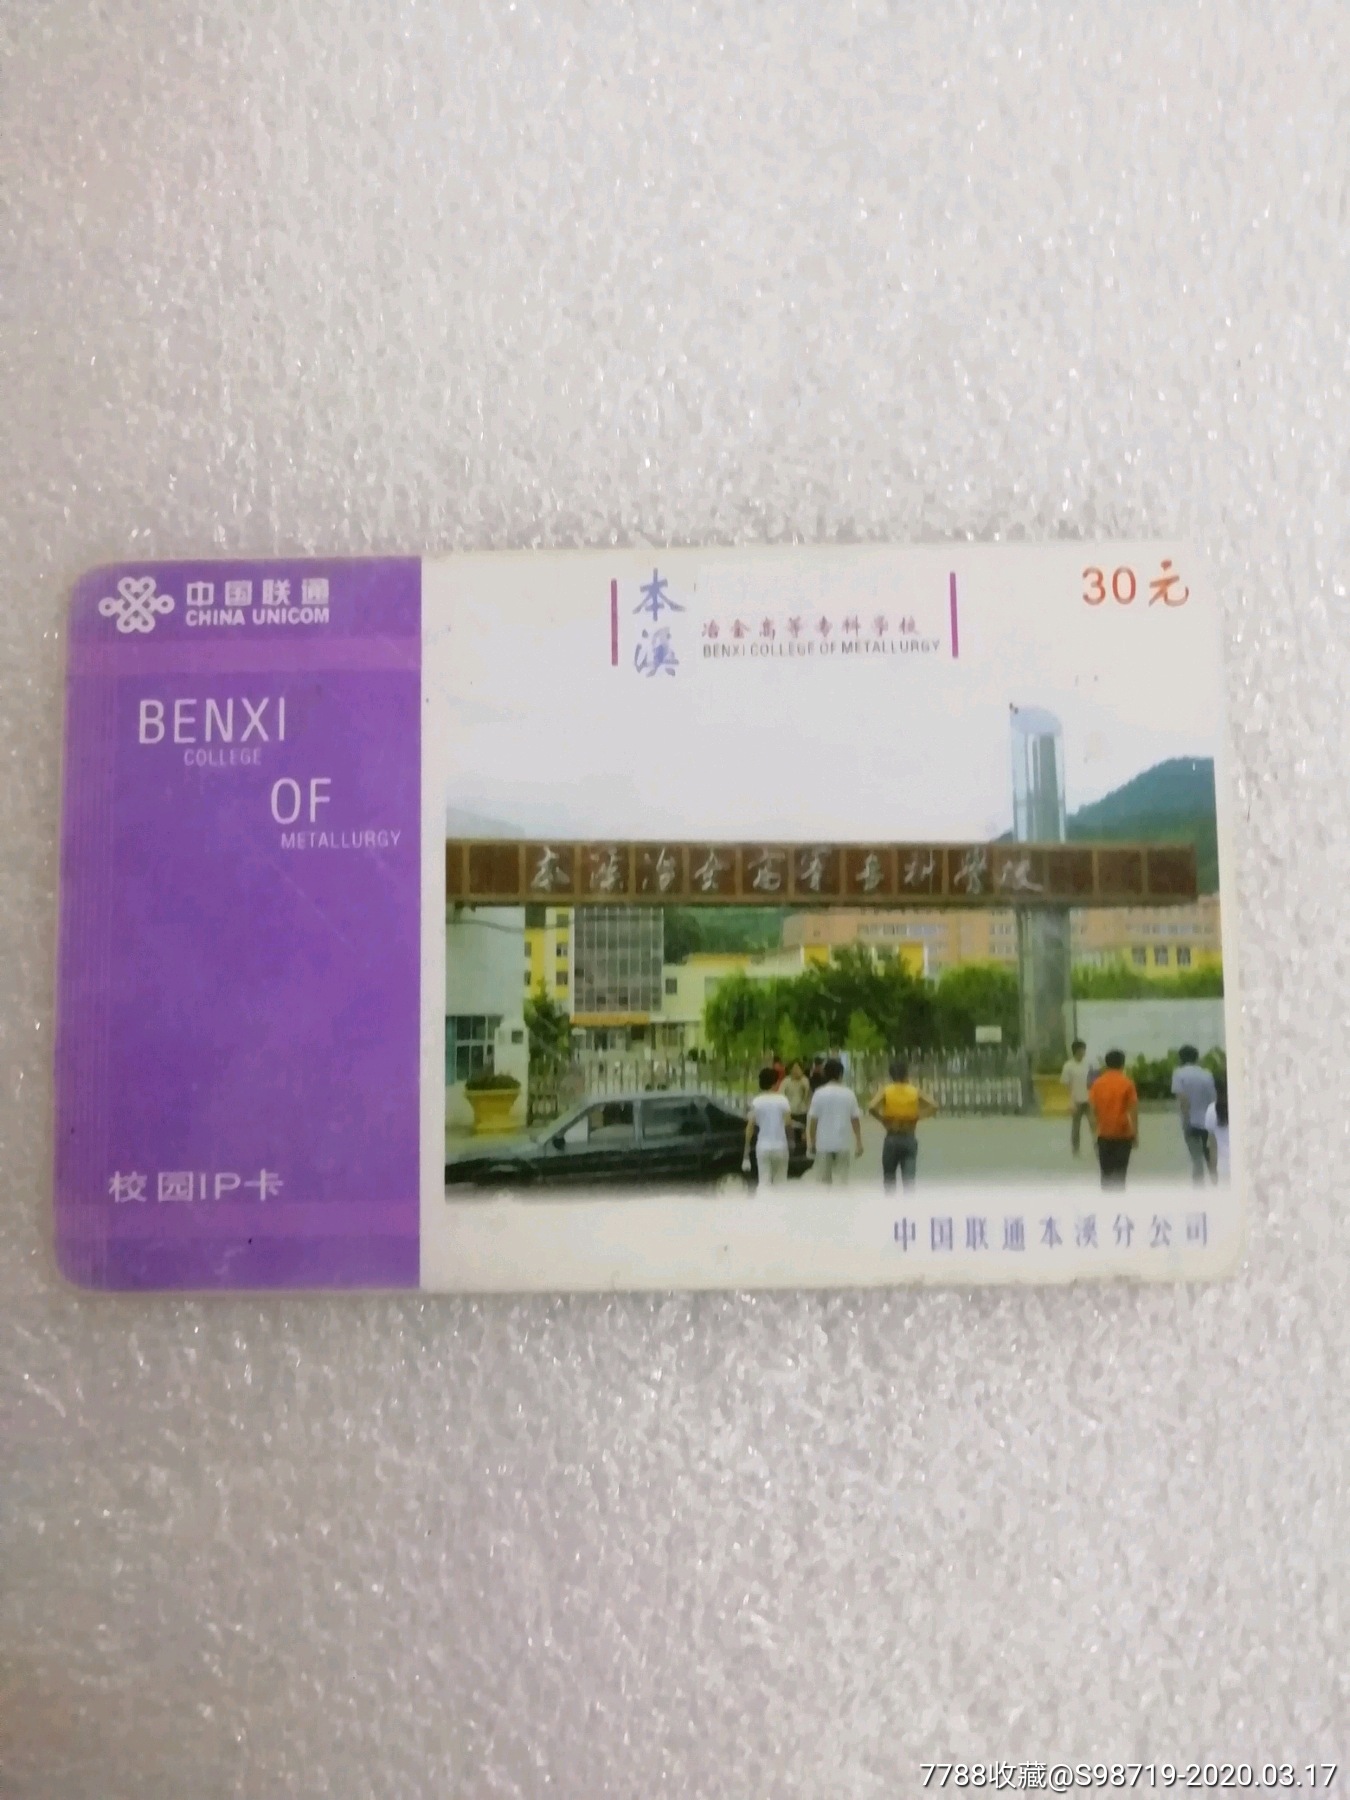 中国联通
CHINA UNICOM
BENXI
COLLEGE
OF
METALLURGY
校园IP卡
本溪
冶金高等专科学校
BENXI COLLEGE OF METALLURGY
30元
本溪冶金高等专科学校
中国联通本溪分公司
7788收藏@S98719-2020.03.17